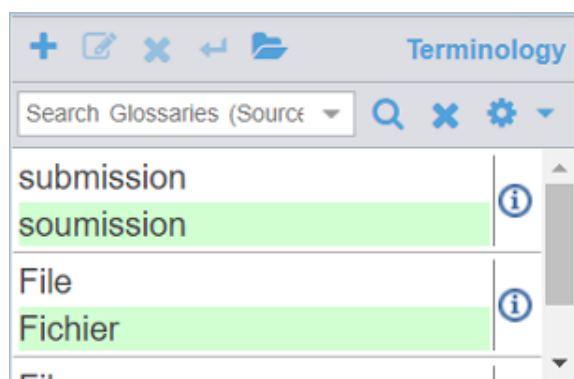 Terminology
Search Glossaries (Source
submission
soumission
File
Fichier